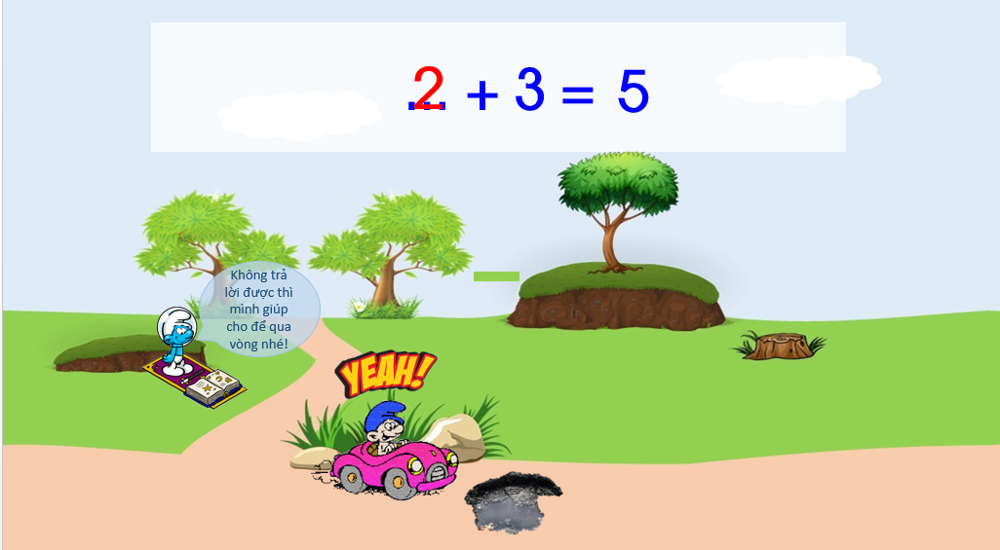 2 + 3 = 5
Không trả
lời được thì
mình giúp
cho để qua
vòng nhé!
YEAH!